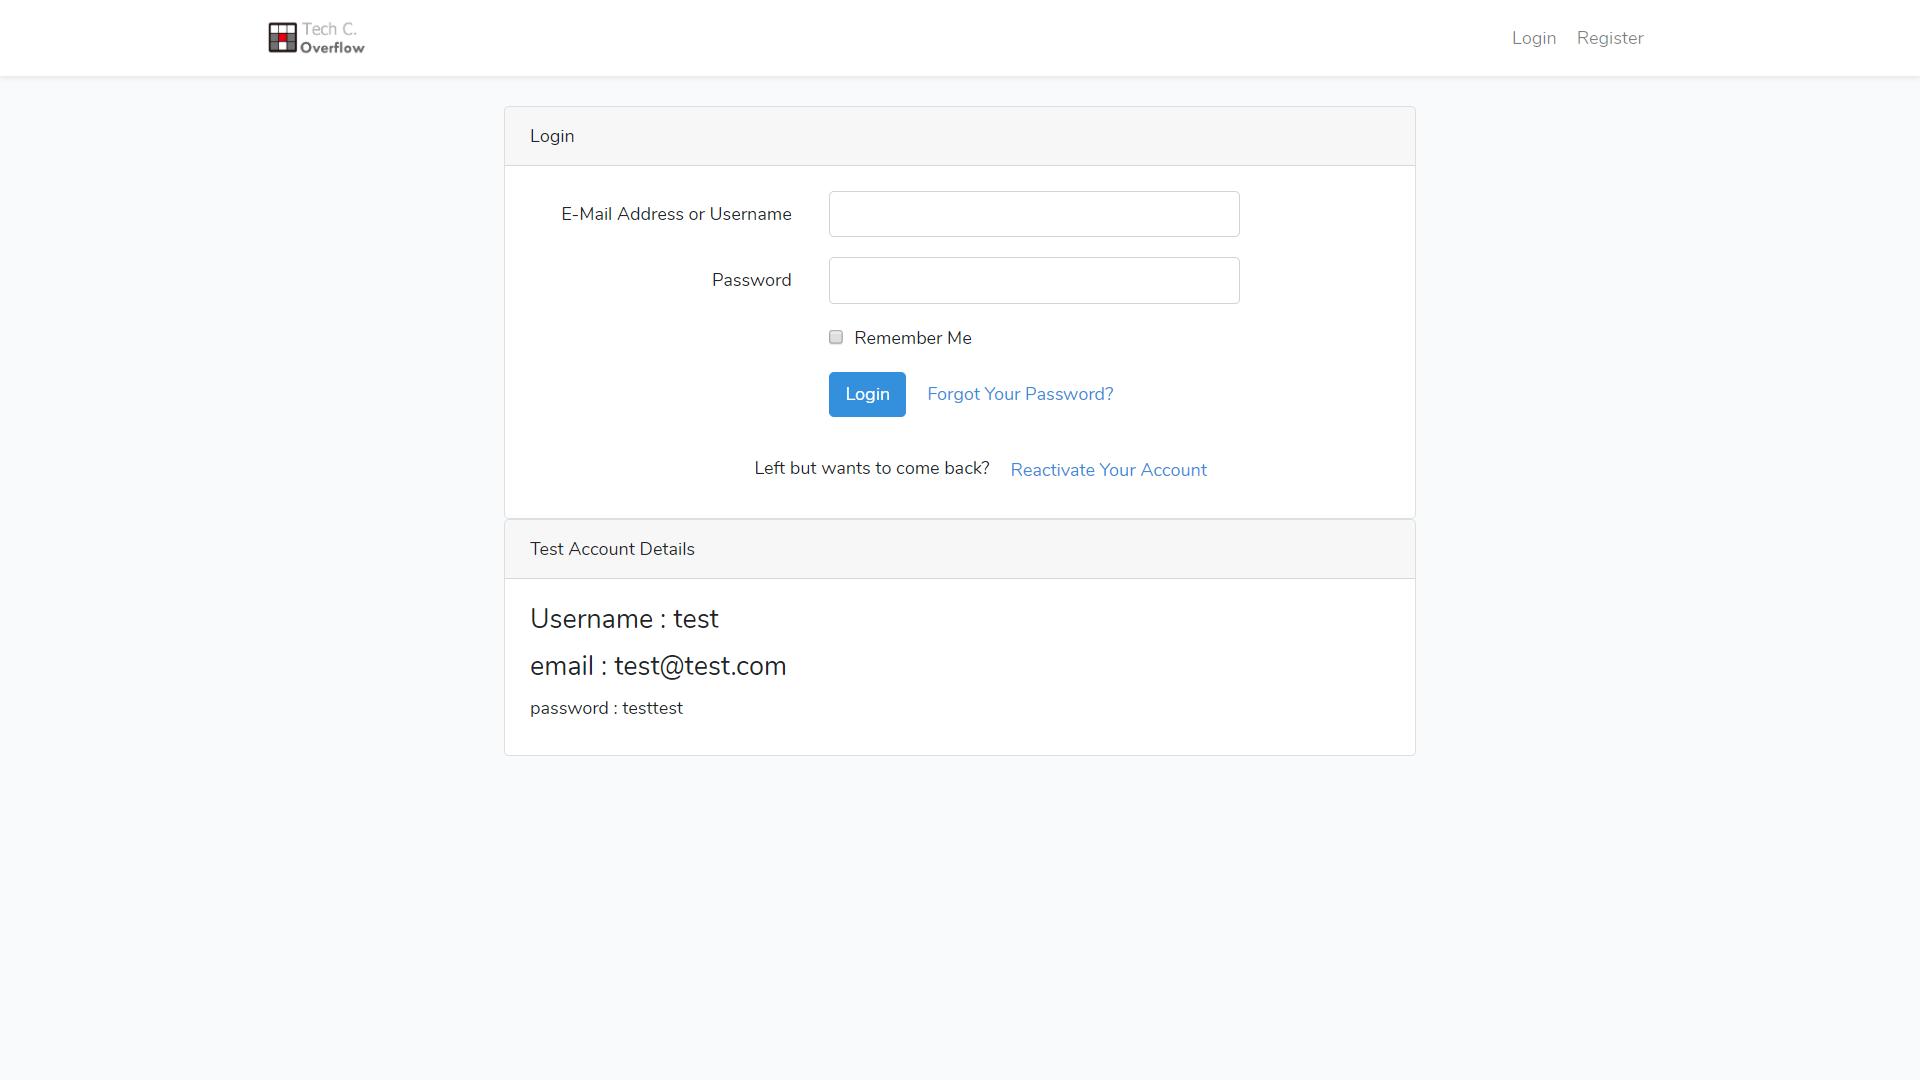 Tech C.
Overflow
Login Register
Login
E-Mail Address or Username
Password
Remember Me
Login Forgot Your Password?
Left but wants to come back? Reactivate Your Account
Test Account Details
Username : test
email : test@test.com
password : testtest